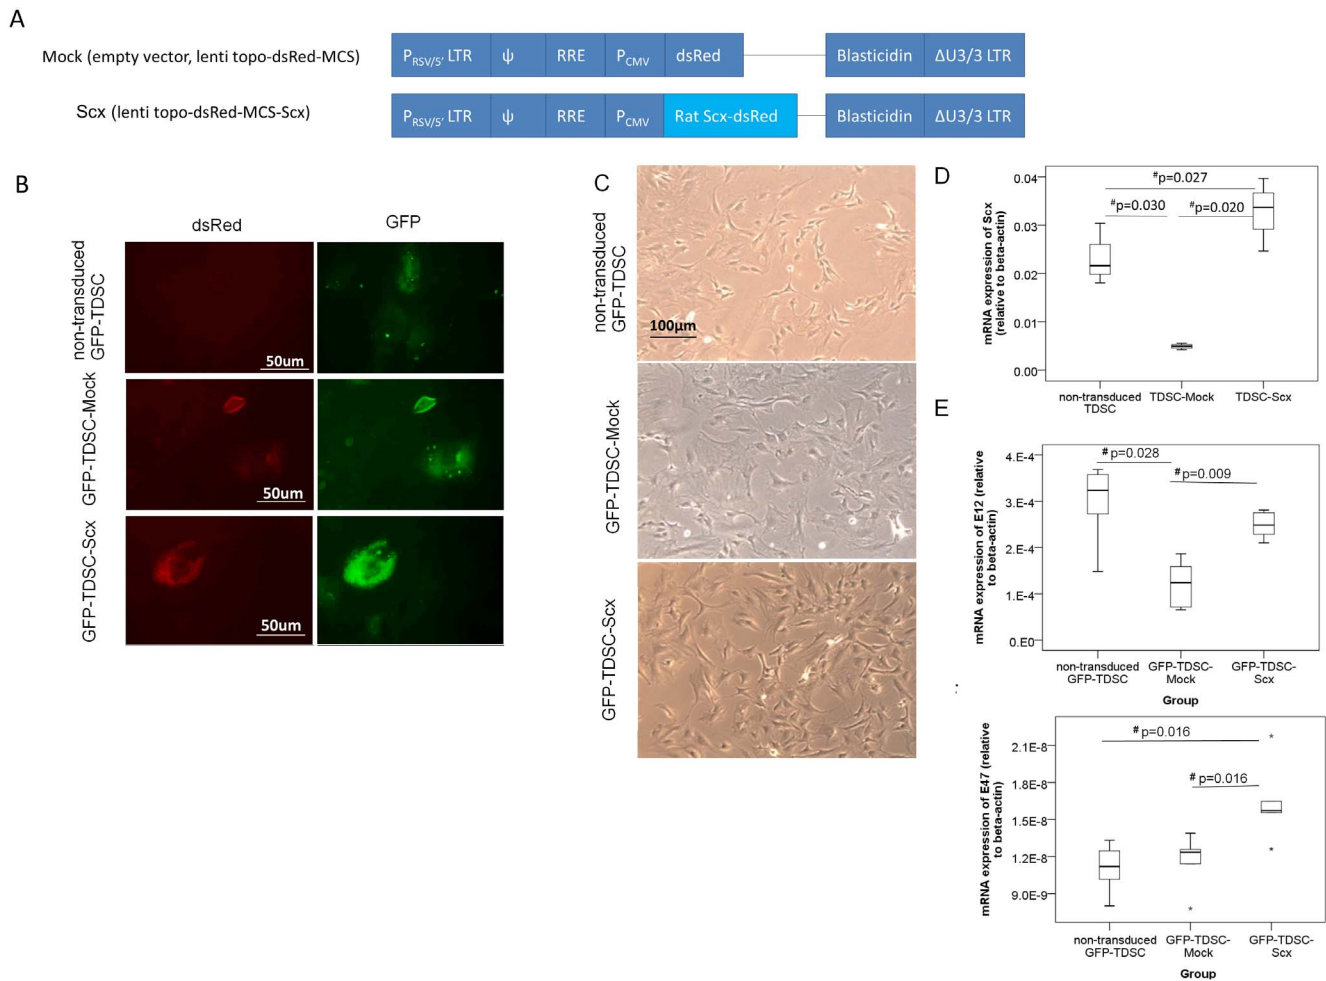 A
Mock (empty vector, lenti topo-dsRed-MCS)
PRSV/5′ LTR ψ RRE PCMV dsRed Blasticidin ΔU3/3 LTR
Scx (lenti topo-dsRed-MCS-Scx)
PRSV/5′ LTR ψ RRE PCMV Rat Scx-dsRed Blasticidin ΔU3/3 LTR
B
dsRed GFP
non-transduced
GFP-TDSC
50um
GFP-TDSC-Mock
50um
GFP-TDSC-Scx
50um
C
non-transduced
GFP-TDSC
100μm
GFP-TDSC-Mock
GFP-TDSC-Scx
D
mRNA expression of Scx
(relative to beta-actin)
0.04
0.03
0.02
0.01
0.00
#p=0.027
#p=0.030 #p=0.020
non-transduced
TDSC
TDSC-Mock
TDSC-Scx
E
mRNA expression of E12 (relative
to beta-actin)
4.E-4
3.E-4
2.E-4
1.E-4
0.E0
# p=0.028
# p=0.009
non-transduced
GFP-TDSC
GFP-TDSC-
Mock
GFP-TDSC-
Scx
Group
:
mRNA expression of E47 (relative
to beta-actin)
2.1E-8
1.8E-8
1.5E-8
1.2E-8
9.0E-9
# p=0.016
# p=0.016
*
*
*
non-transduced
GFP-TDSC
GFP-TDSC-
Mock
GFP-TDSC-
Scx
Group